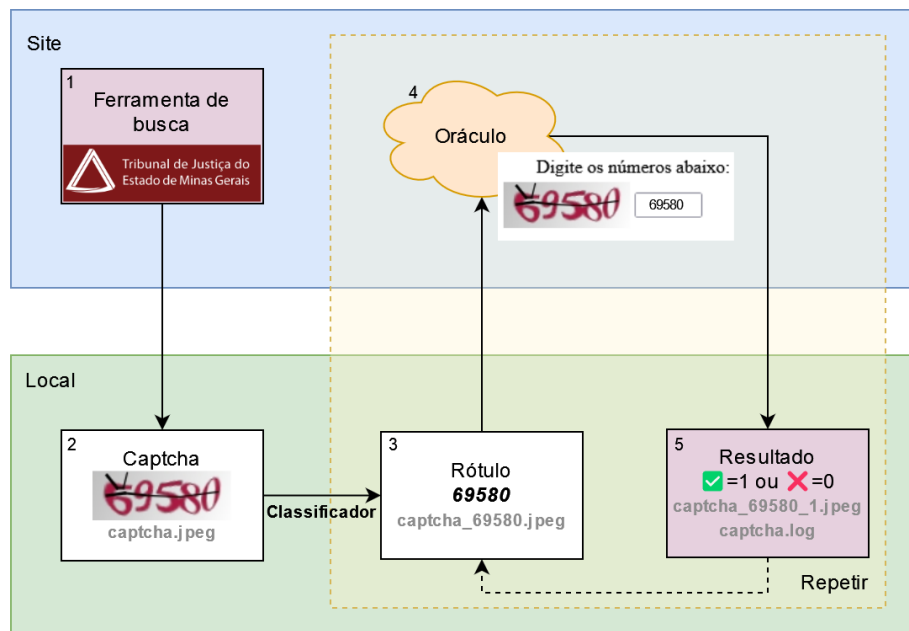 Site
1
Ferramenta de
busca
Tribunal de Justiça do
Estado de Minas Gerais
4
Oráculo
Digite os números abaixo:
69580
69580
Local
2
Captcha
69580
captcha.jpeg
Classificador
3
Rótulo
69580
captcha_69580.jpeg
5
Resultado
✅=1 ou ❌=0
captcha_69580_1.jpeg
captcha.log
Repetir